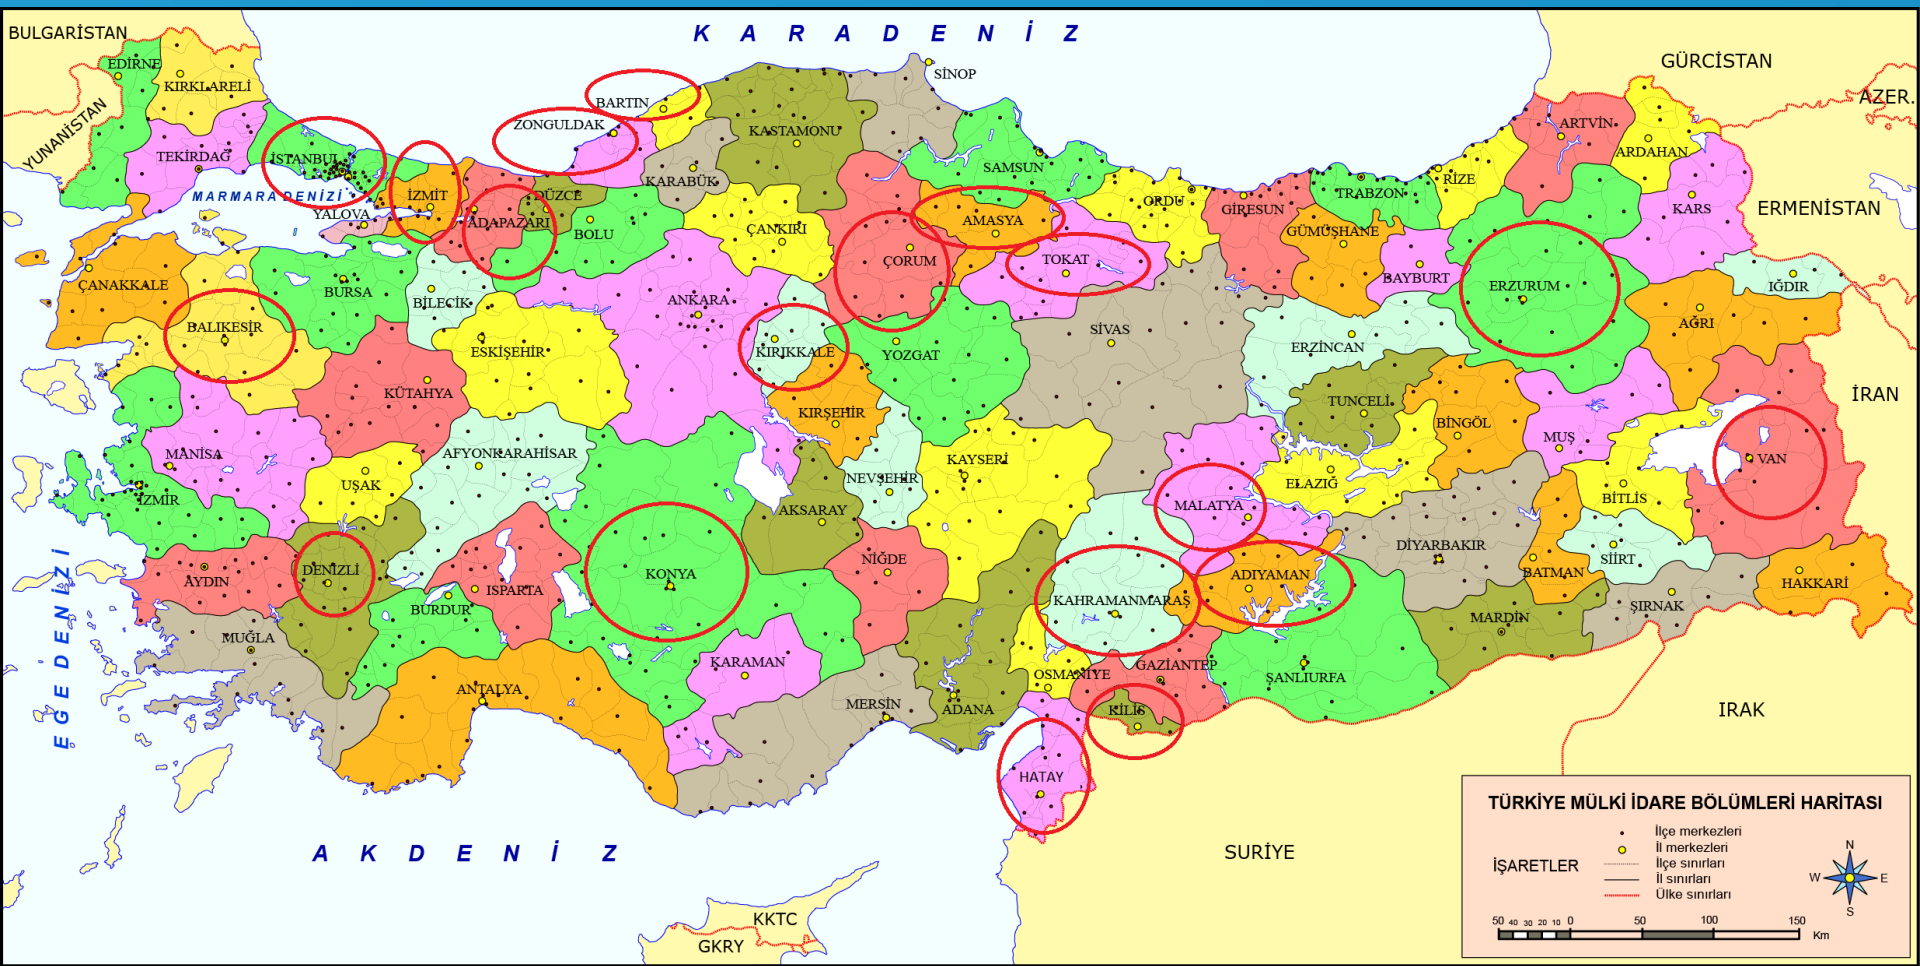 K A R A D E N İ Z
BULGARİSTAN
EDİRNE
KIRKLARELİ
YUNANİSTAN
TEKİRDAĞ
İSTANBUL
MARMARA DENİZİ
YALOVA
İZMİT
ADAPAZARI
DÜZCE
ZONGULDAK
BARTIN
KARABÜK
KASTAMONU
SİNOP
SAMSUN
BOLU
ÇANKIRI
ÇORUM
AMASYA
TOKAT
ORDU
GİRESUN
GÜMÜŞHANE
TRABZON
BAYBURT
RİZE
ARTVİN
ARDAHAN
KARS
GÜRCİSTAN
AZER.
ERMENİSTAN
ÇANAKKALE
BALIKESİR
BURSA
BİLECİK
ESKİŞEHİR
KÜTAHYA
ANKARA
KIRIKKALE
KIRŞEHİR
YOZGAT
SİVAS
ERZİNCAN
ERZURUM
IĞDIR
AĞRI
İRAN
MANİSA
İZMİR
UŞAK
AFYONKARAHİSAR
AKSARAY
NEVŞEHİR
KAYSERİ
MALATYA
TUNCELİ
ELAZIĞ
BİNGÖL
MUŞ
BİTLİS
VAN
AYDIN
DENİZLİ
MUĞLA
BURDUR
ISPARTA
KONYA
NİĞDE
KARAMAN
ANTALYA
MERSİN
ADANA
OSMANİYE
KAHRAMANMARAŞ
ADIYAMAN
GAZİANTEP
KİLİS
HATAY
ŞANLIURFA
DİYARBAKIR
MARDİN
BATMAN
SİİRT
ŞIRNAK
HAKKARİ
E G E D E N İ Z İ
A K D E N İ Z
KKTC
GKRY
SURİYE
IRAK
TÜRKİYE MÜLKİ İDARE BÖLÜMLERİ HARİTASI
İŞARETLER
İlçe merkezleri
İl merkezleri
İlçe sınırları
İl sınırları
Ülke sınırları
N
W E
S
50 40 30 20 10 0 50 100 150
Km